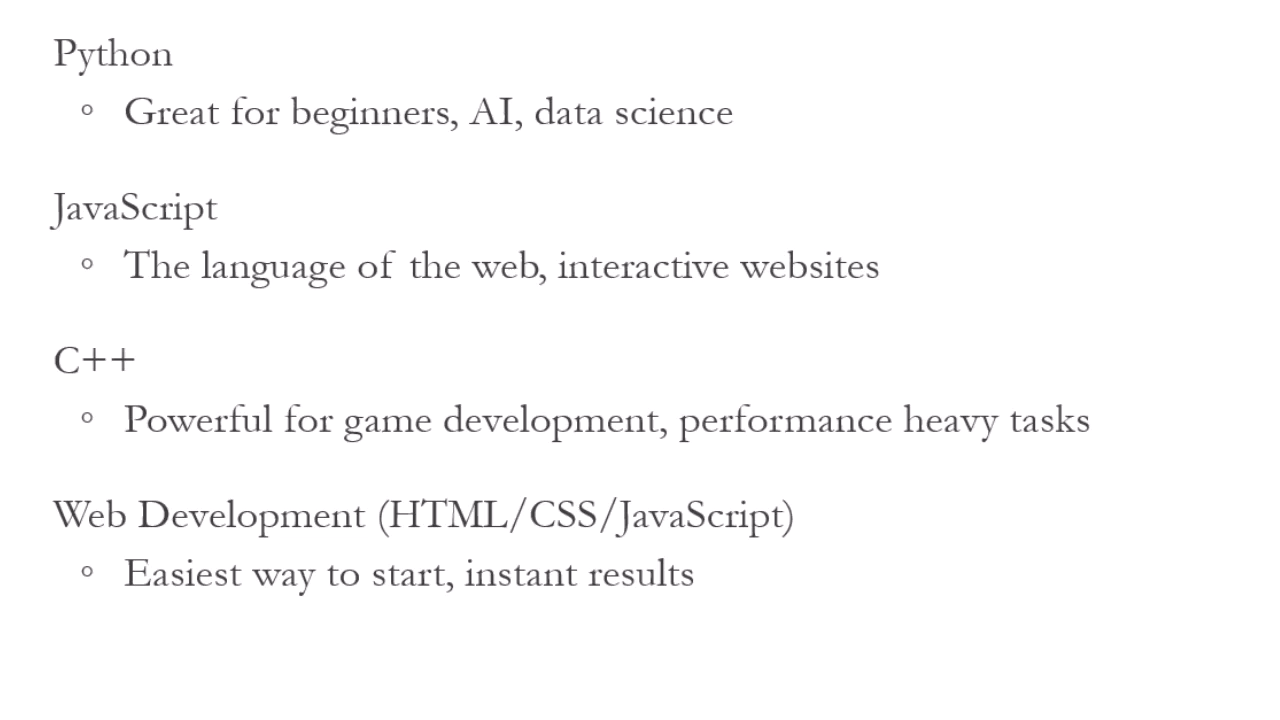 Python
° Great for beginners, AI, data science
JavaScript
° The language of the web, interactive websites
C++
° Powerful for game development, performance heavy tasks
Web Development (HTML/CSS/JavaScript)
° Easiest way to start, instant results